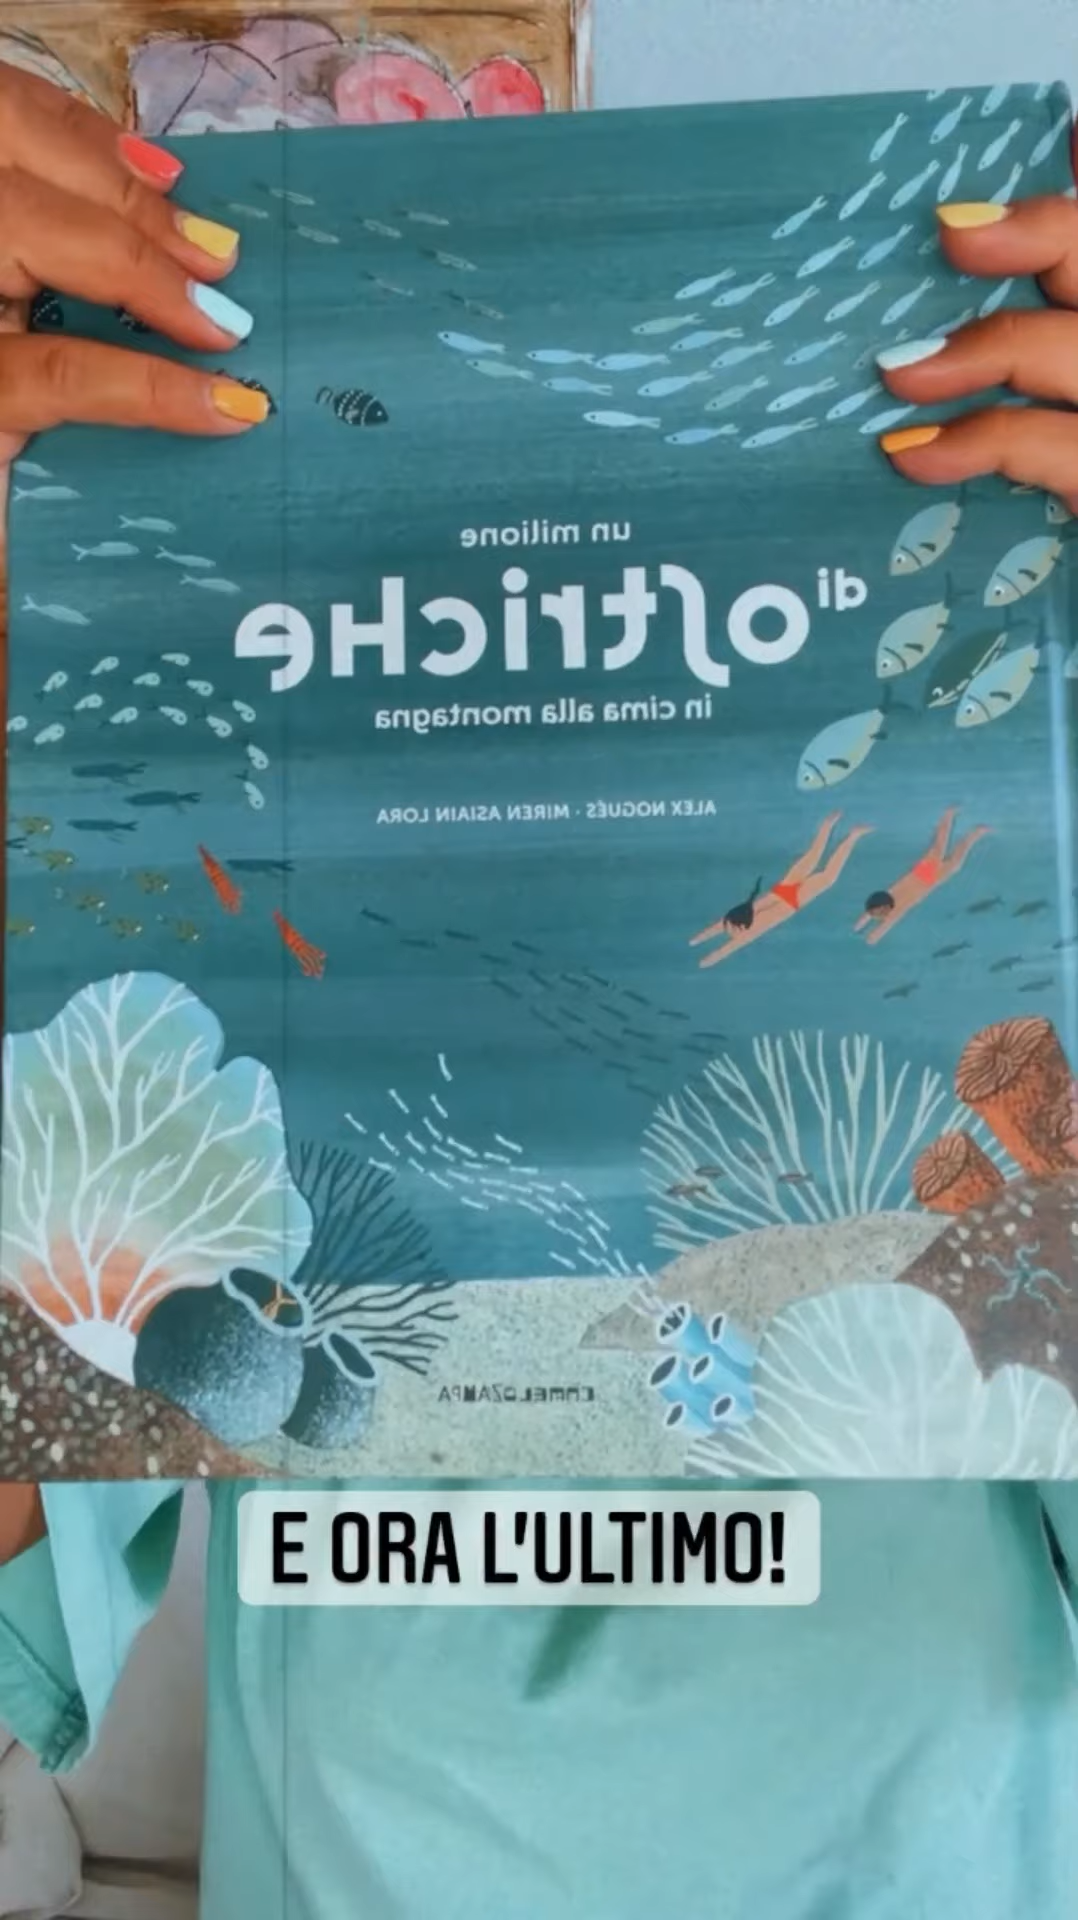 un milione
di ostriche
in cima alla montagna
ALEX NOGUÉS · MIREN ASIAIN LORA
CAMELOZAMPA
E ORA L'ULTIMO!